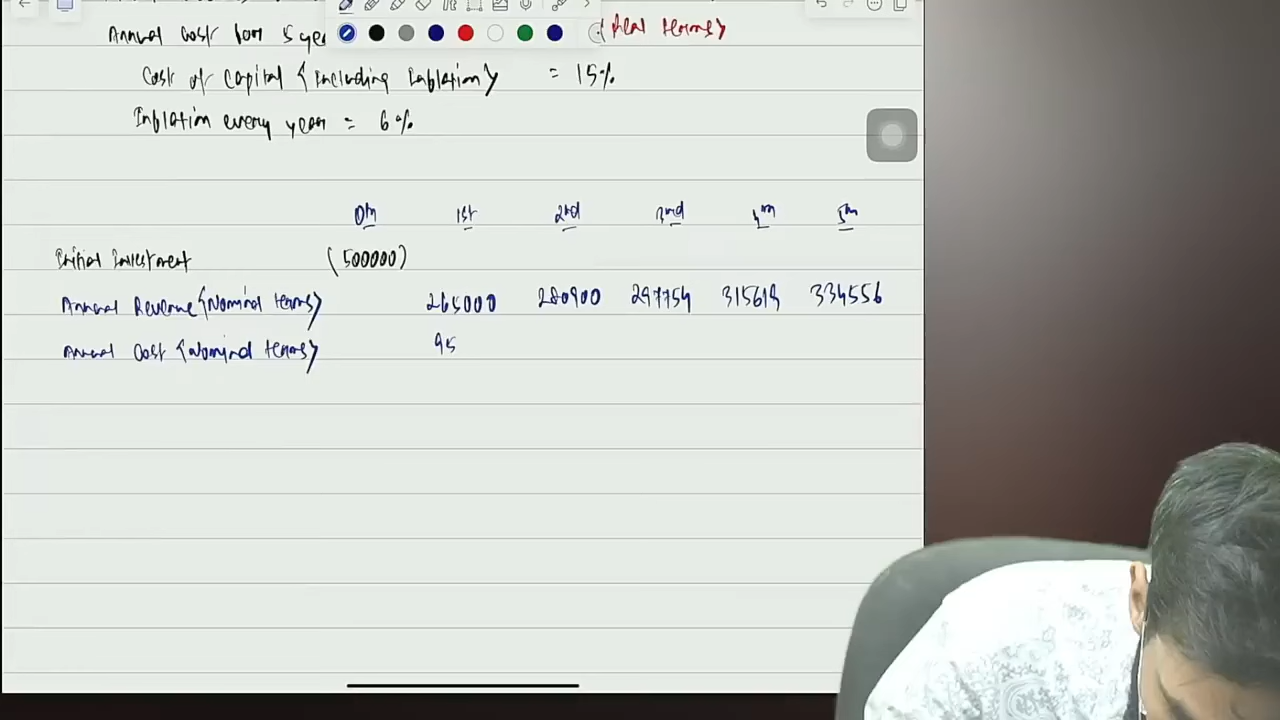 Annual Cost for 5 yea
(Real terms)
Cost of Capital {Including Inflation} = 15%
Inflation every year = 6%
0th 1st 2nd 3rd 4th 5th
Initial Investment (500000)
Annual Revenue {Nominal terms} 265000 280900 297754 315619 334556
Annual Cost {Nominal terms} 95